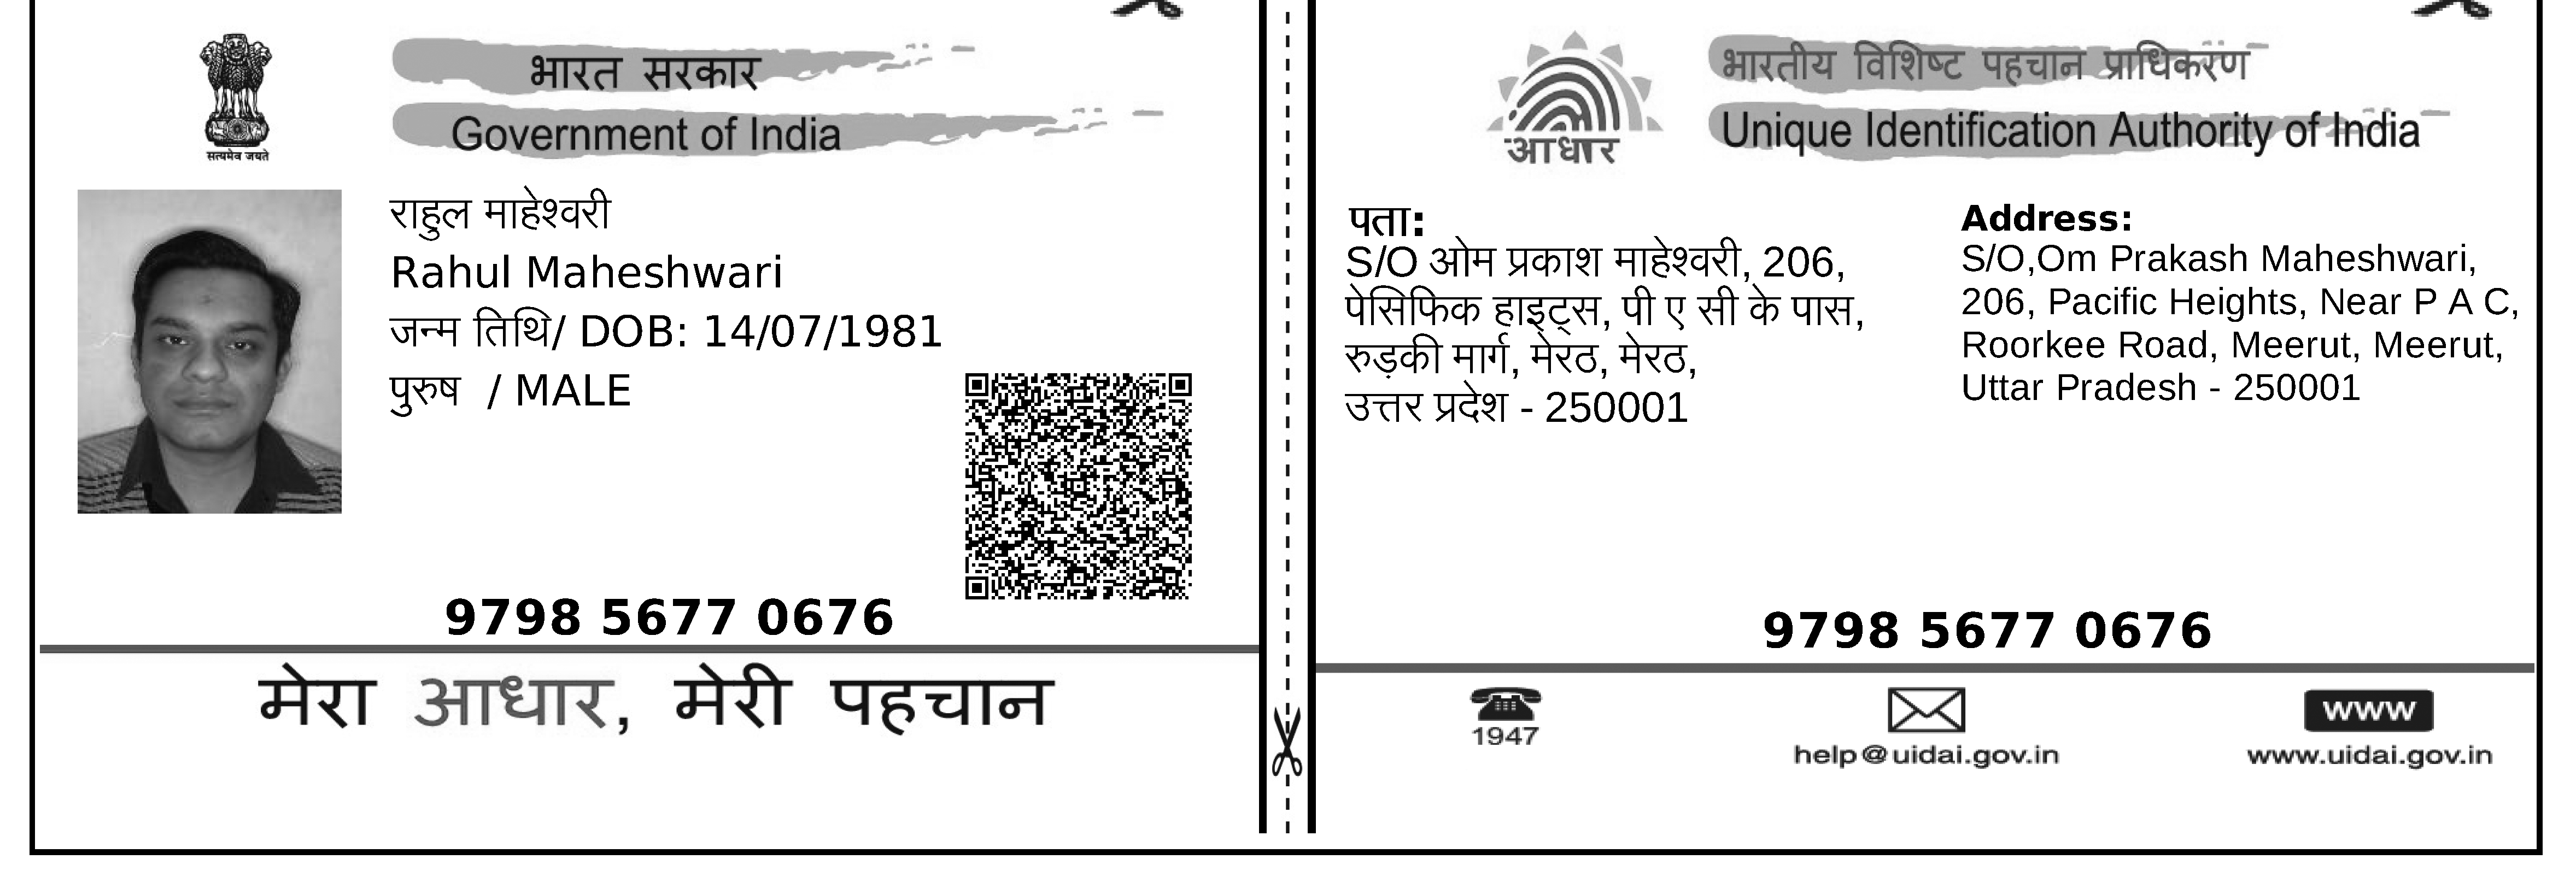 सत्यमेव जयते
भारत सरकार
Government of India
राहुल माहेश्वरी
Rahul Maheshwari
जन्म तिथि/ DOB: 14/07/1981
पुरुष / MALE
9798 5677 0676
मेरा आधार, मेरी पहचान
आधार
भारतीय विशिष्ट पहचान प्राधिकरण
Unique Identification Authority of India
पता:
S/O ओम प्रकाश माहेश्वरी, 206,
पेसिफिक हाइट्स, पी ए सी के पास,
रुड़की मार्ग, मेरठ, मेरठ,
उत्तर प्रदेश - 250001
Address:
S/O,Om Prakash Maheshwari,
206, Pacific Heights, Near P A C,
Roorkee Road, Meerut, Meerut,
Uttar Pradesh - 250001
9798 5677 0676
1947
help@uidai.gov.in
www
www.uidai.gov.in